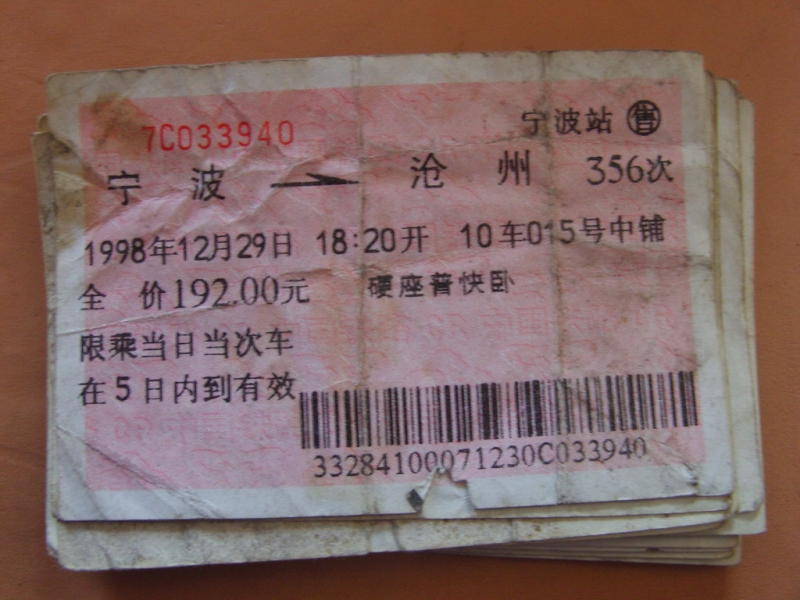 7C033940
宁波站 售
宁 波 → 沧 州 356次
1998年12月29日 18:20开 10车015号中铺
全 价192.00元 硬座普快卧
限乘当日当次车
在5日内到有效
33284100071230C033940